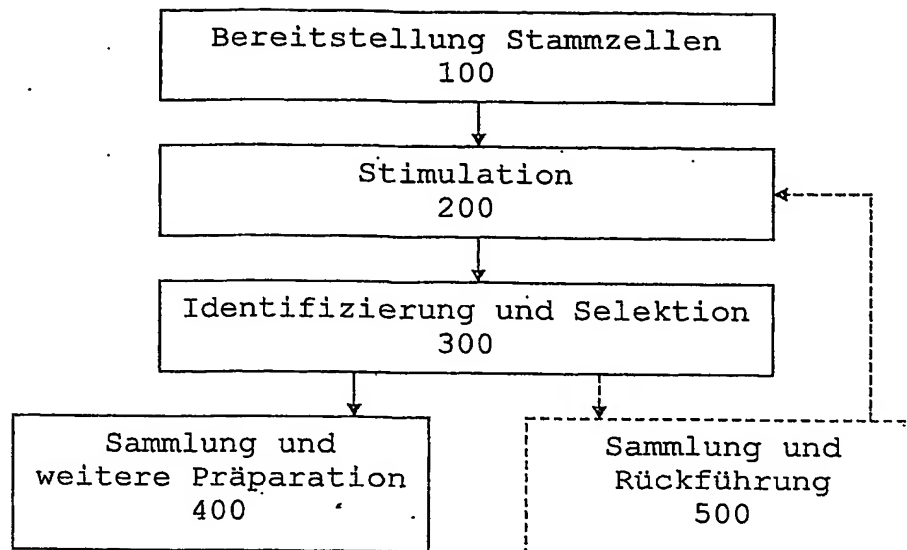 Bereitstellung Stammzellen
100
Stimulation
200
Identifizierung und Selektion
300
Sammlung und
weitere Präparation
400
Sammlung und
Rückführung
500